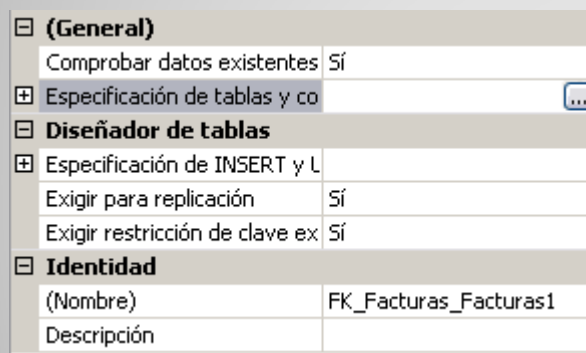 (General)
Comprobar datos existentes Sí
Especificación de tablas y co ...
Diseñador de tablas
Especificación de INSERT y U
Exigir para replicación Sí
Exigir restricción de clave ex Sí
Identidad
(Nombre) FK_Facturas_Facturas1
Descripción